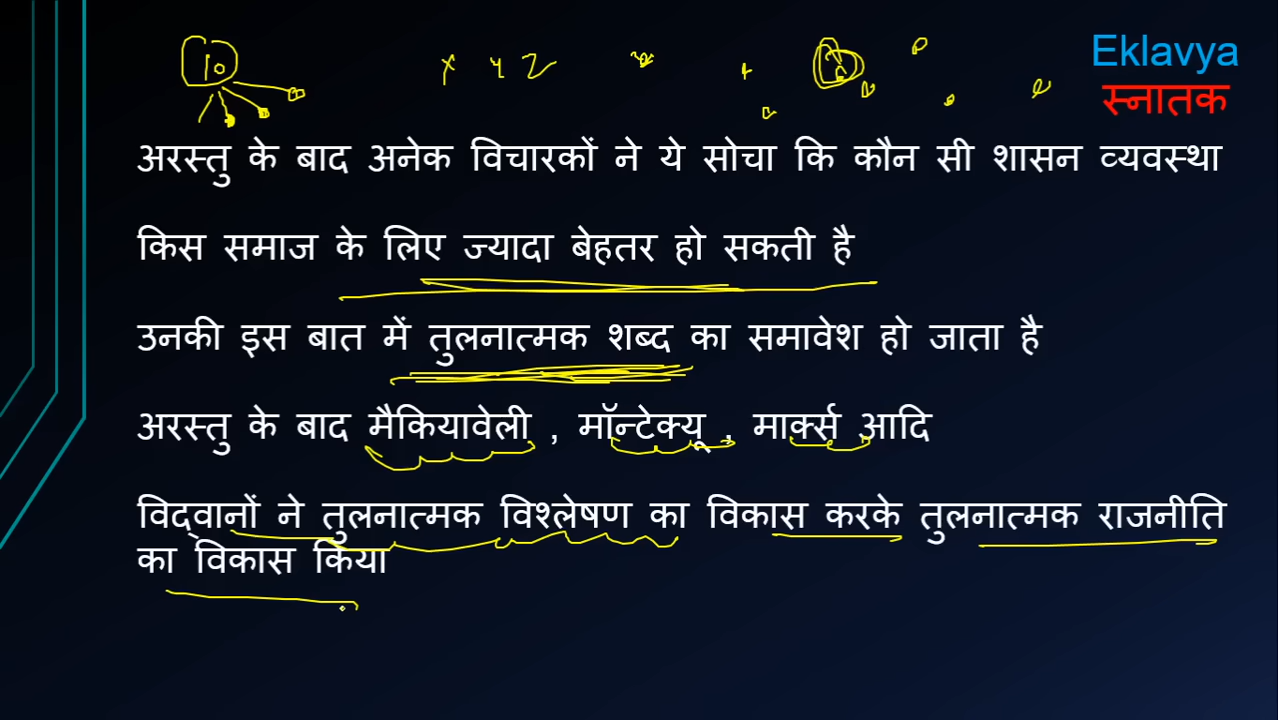 10
x y z
Eklavya
स्नातक
अरस्तु के बाद अनेक विचारकों ने ये सोचा कि कौन सी शासन व्यवस्था
किस समाज के लिए ज्यादा बेहतर हो सकती है
उनकी इस बात में तुलनात्मक शब्द का समावेश हो जाता है
अरस्तु के बाद मैकियावेली , मॉन्टेक्यू , मार्क्स आदि
विद्वानों ने तुलनात्मक विश्लेषण का विकास करके तुलनात्मक राजनीति
का विकास किया